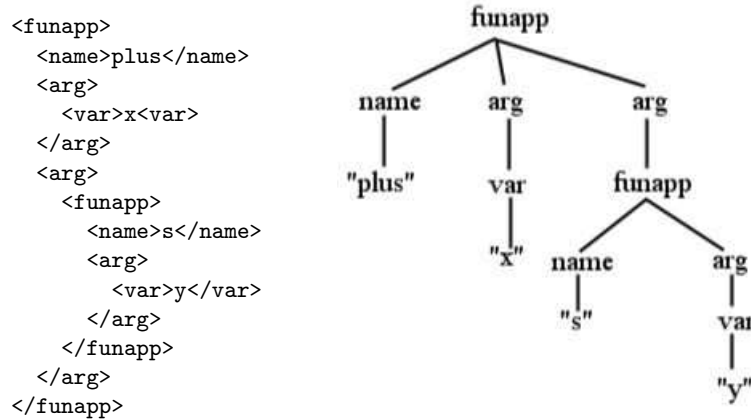 <funapp>
<name>plus</name>
<arg>
<var>x<var>
</arg>
<arg>
<funapp>
<name>s</name>
<arg>
<var>y</var>
</arg>
</funapp>
</arg>
</funapp>
funapp
name arg arg
"plus" var funapp
"x" name arg
"s" var
"y"